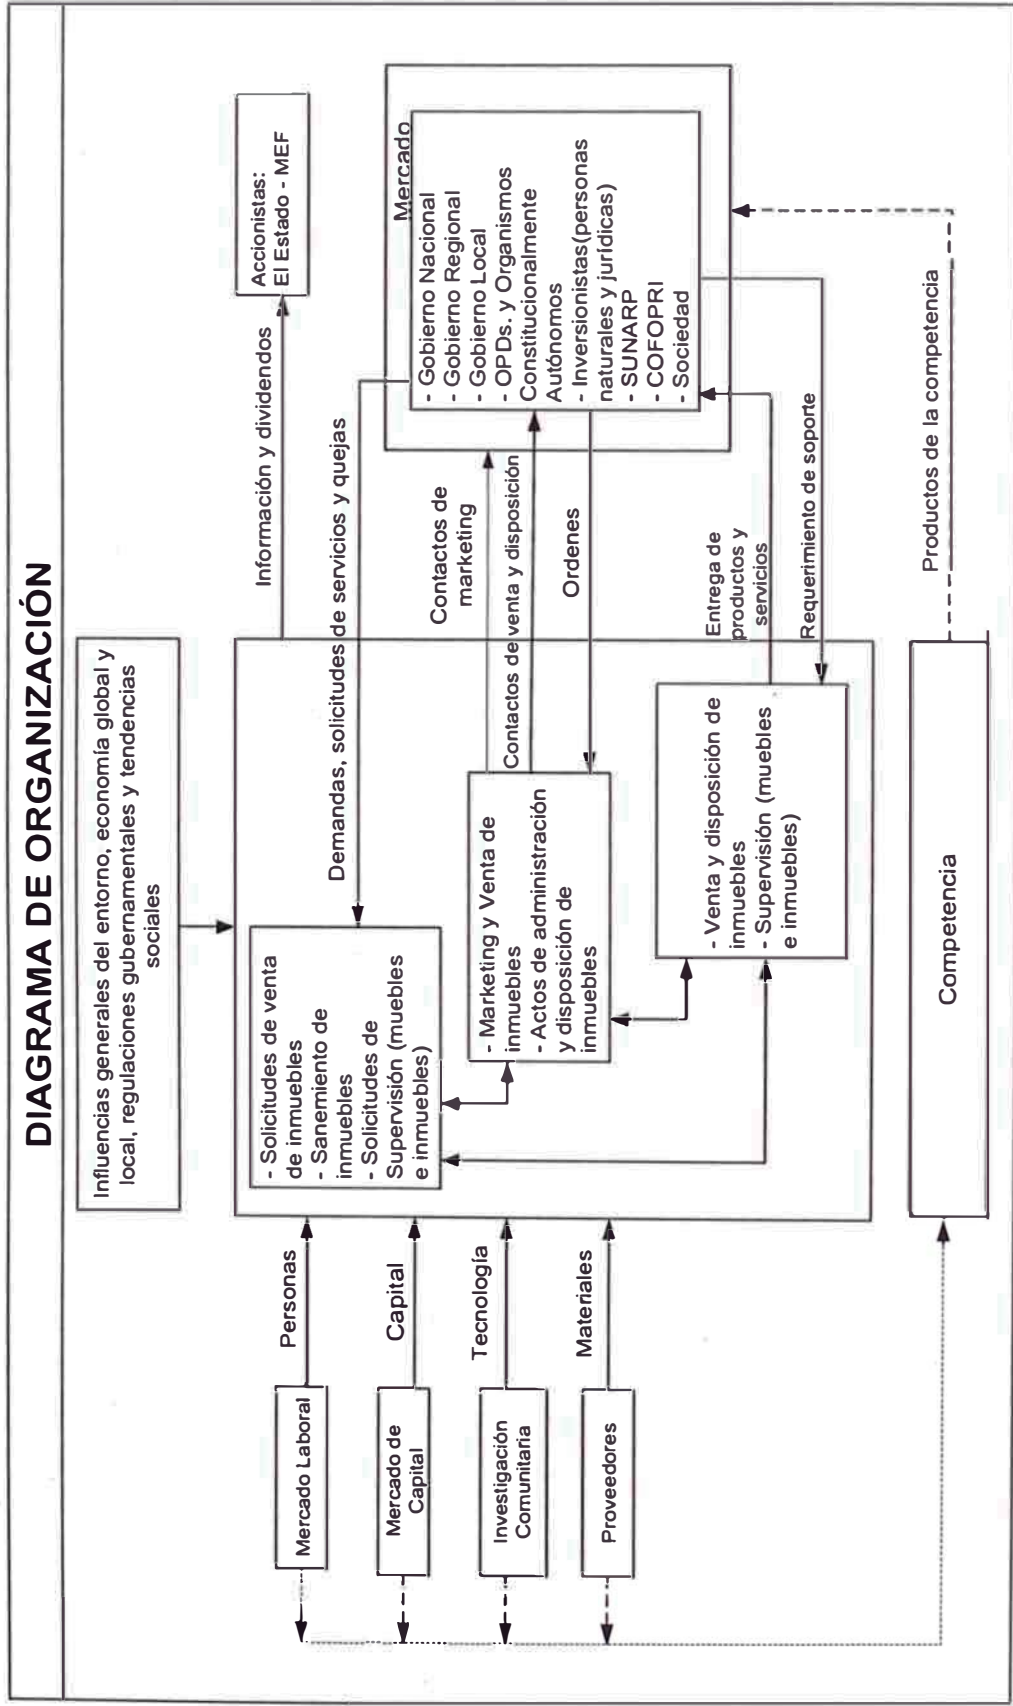 DIAGRAMA DE ORGANIZACIÓN
Influencias generales del entorno, economía global y
local, regulaciones gubernamentales y tendencias
sociales
Mercado Laboral
Mercado de
Capital
Investigación
Comunitaria
Proveedores
Personas
Capital
Tecnología
Materiales
- Solicitudes de venta
de inmuebles
- Sanemiento de
inmuebles
- Solicitudes de
Supervisión (muebles
e inmuebles)
- Marketing y Venta de
inmuebles
- Actos de administración
y disposición de
inmuebles
- Venta y disposición de
inmuebles
- Supervisión (muebles
e inmuebles)
Información y dividendos
Demandas, solicitudes de servicios y quejas
Contactos de
marketing
Contactos de venta y disposición
Ordenes
Entrega de
productos y
servicios
Requerimiento de soporte
Accionistas:
El Estado - MEF
Mercado
- Gobierno Nacional
- Gobierno Regional
- Gobierno Local
- OPDs. y Organismos
Constitucionalmente
Autónomos
- Inversionistas(personas
naturales y jurídicas)
- SUNARP
- COFOPRI
- Sociedad
Competencia
Productos de la competencia